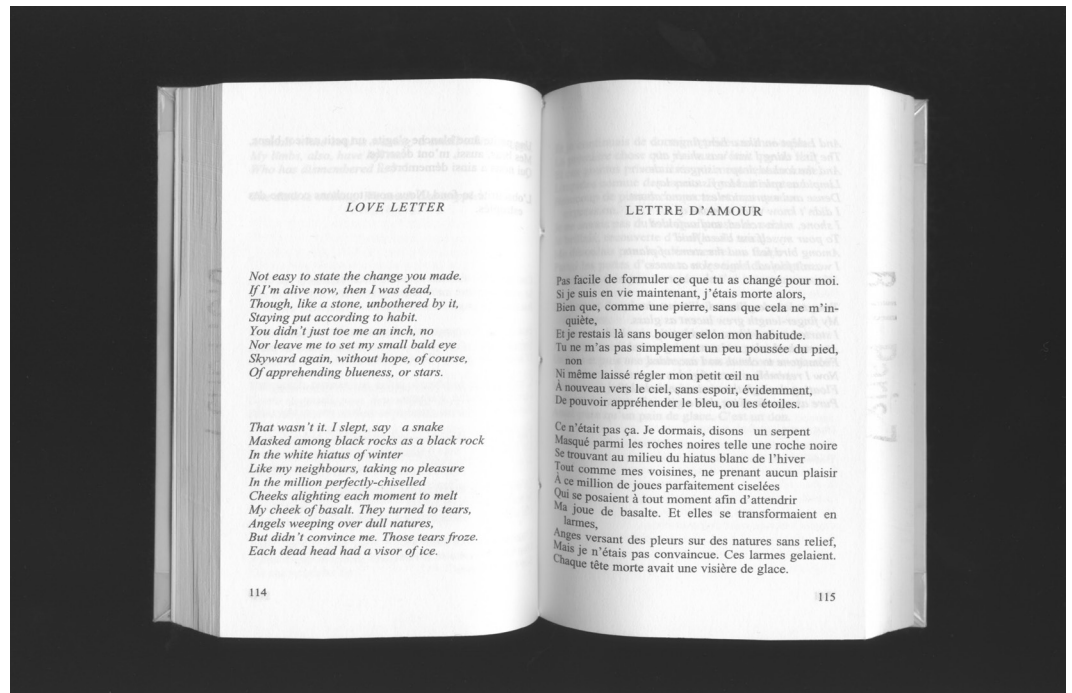 LOVE LETTER
Not easy to state the change you made.
If I'm alive now, then I was dead,
Though, like a stone, unbothered by it,
Staying put according to habit.
You didn't just toe me an inch, no
Nor leave me to set my small bald eye
Skyward again, without hope, of course,
Of apprehending blueness, or stars.
That wasn't it. I slept, say a snake
Masked among black rocks as a black rock
In the white hiatus of winter
Like my neighbours, taking no pleasure
In the million perfectly-chiselled
Cheeks alighting each moment to melt
My cheek of basalt. They turned to tears,
Angels weeping over dull natures,
But didn't convince me. Those tears froze.
Each dead head had a visor of ice.
114
LETTRE D'AMOUR
Pas facile de formuler ce que tu as changé pour moi.
Si je suis en vie maintenant, j'étais morte alors,
Bien que, comme une pierre, sans que cela ne m'in-
quiète,
Et je restais là sans bouger selon mon habitude.
Tu ne m'as pas simplement un peu poussée du pied,
non
Ni même laissé régler mon petit œil nu
À nouveau vers le ciel, sans espoir, évidemment,
De pouvoir appréhender le bleu, ou les étoiles.
Ce n'était pas ça. Je dormais, disons un serpent
Masqué parmi les roches noires telle une roche noire
Se trouvant au milieu du hiatus blanc de l'hiver
Tout comme mes voisines, ne prenant aucun plaisir
À ce million de joues parfaitement ciselées
Qui se posaient à tout moment afin d'attendrir
Ma joue de basalte. Et elles se transformaient en
larmes,
Anges versant des pleurs sur des natures sans relief,
Mais je n'étais pas convaincue. Ces larmes gelaient.
Chaque tête morte avait une visière de glace.
115